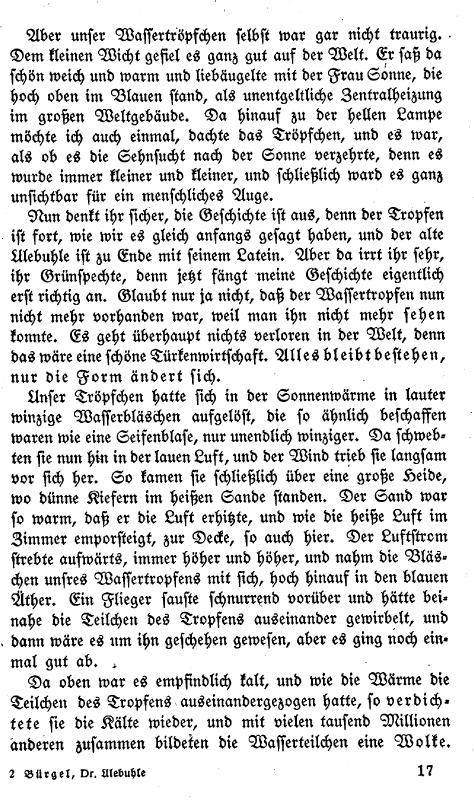 Aber unser Wassertröpfchen selbst war gar nicht traurig.
Dem kleinen Wicht gefiel es ganz gut auf der Welt. Er saß da
schön weich und warm und liebäugelte mit der Frau Sonne, die
hoch oben im Blauen stand, als unentgeltliche Zentralheizung
im großen Weltgebäude. Da hinauf zu der hellen Lampe
möchte ich auch einmal, dachte das Tröpfchen, und es war,
als ob es die Sehnsucht nach der Sonne verzehrte, denn es
wurde immer kleiner und kleiner, und schließlich ward es ganz
unsichtbar für ein menschliches Auge.
Nun denkt ihr sicher, die Geschichte ist aus, denn der Tropfen
ist fort, wie wir es gleich anfangs gesagt haben, und der alte
Ulebuhle ist zu Ende mit seinem Latein. Aber da irrt ihr sehr,
ihr Grünspechte, denn jetzt fängt meine Geschichte eigentlich
erst richtig an. Glaubt nur ja nicht, daß der Wassertropfen nun
nicht mehr vorhanden war, weil man ihn nicht mehr sehen
konnte. Es geht überhaupt nichts verloren in der Welt, denn
das wäre eine schöne Türkenwirtschaft. Alles bleibt bestehen,
nur die Form ändert sich.
Unser Tröpfchen hatte sich in der Sonnenwärme in lauter
winzige Wasserbläschen aufgelöst, die so ähnlich beschaffen
waren wie eine Seifenblase, nur unendlich winziger. Da schweb-
ten sie nun hin in der lauen Luft, und der Wind trieb sie langsam
vor sich her. So kamen sie schließlich über eine große Heide,
wo dünne Kiefern im heißen Sande standen. Der Sand war
so warm, daß er die Luft erhitzte, und wie die heiße Luft im
Zimmer emporsteigt, zur Decke, so auch hier. Der Luftstrom
strebte aufwärts, immer höher und höher, und nahm die Bläs-
chen unsres Wassertropfens mit sich, hoch hinauf in den blauen
Äther. Ein Flieger sauste schnurrend vorüber und hätte bei-
nahe die Teilchen des Tropfens auseinander gewirbelt, und
dann wäre es um ihn geschehen gewesen, aber es ging noch ein-
mal gut ab.
Da oben war es empfindlich kalt, und wie die Wärme die
Teilchen des Tropfens auseinandergezogen hatte, so verdich-
tete sie die Kälte wieder, und mit vielen tausend Millionen
anderen zusammen bildeten die Wasserteilchen eine Wolke.
2 Bürgel, Dr. Ulebuhle 17